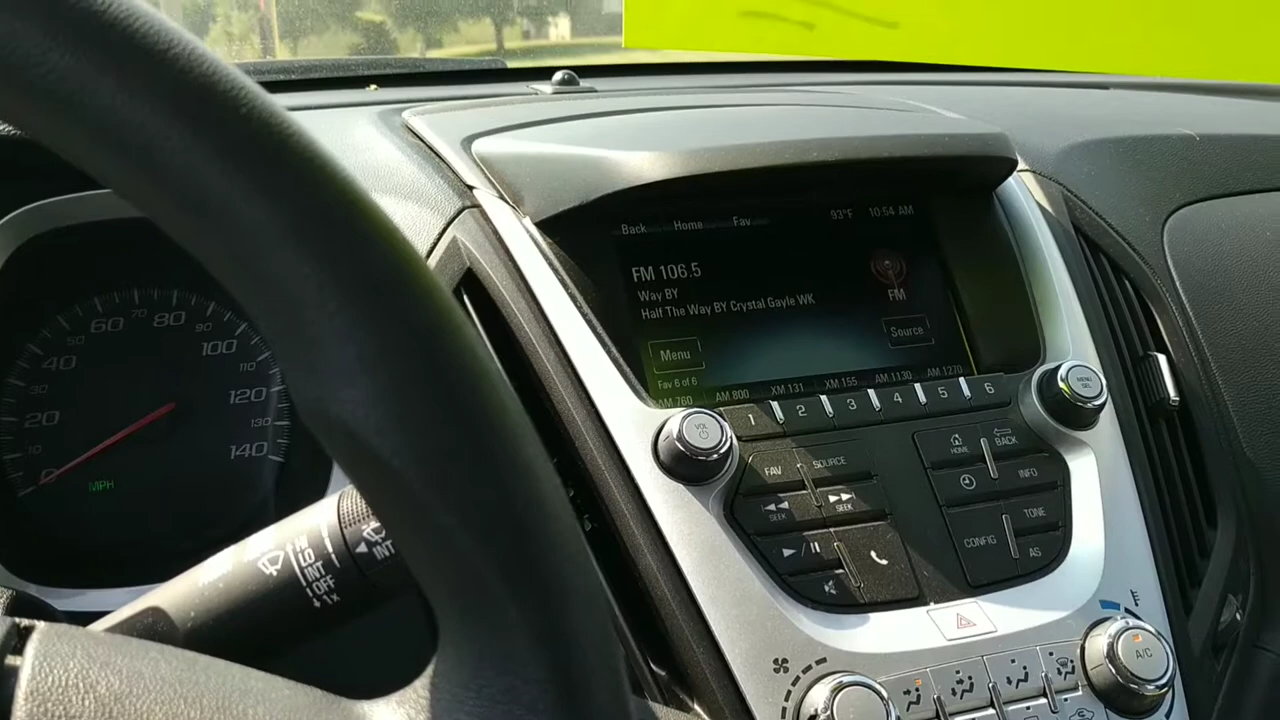 Back Home Fav 93°F 10:54 AM
FM 106.5
Way BY
Half The Way BY Crystal Gayle WK
FM
Source
Menu
Fav 6 of 6
AM 760 AM 800 XM 131 XM 155 AM 1130 AM 1270
1 2 3 4 5 6
VOL
MENU
SEL
FAV SOURCE
SEEK SEEK
HOME BACK
INFO
CONFIG TONE
AS
A/C
0 10 20 30 40 50 60 70 80 90 100 110 120 130 140
MPH
INT
HI
LO
INT
OFF
1x